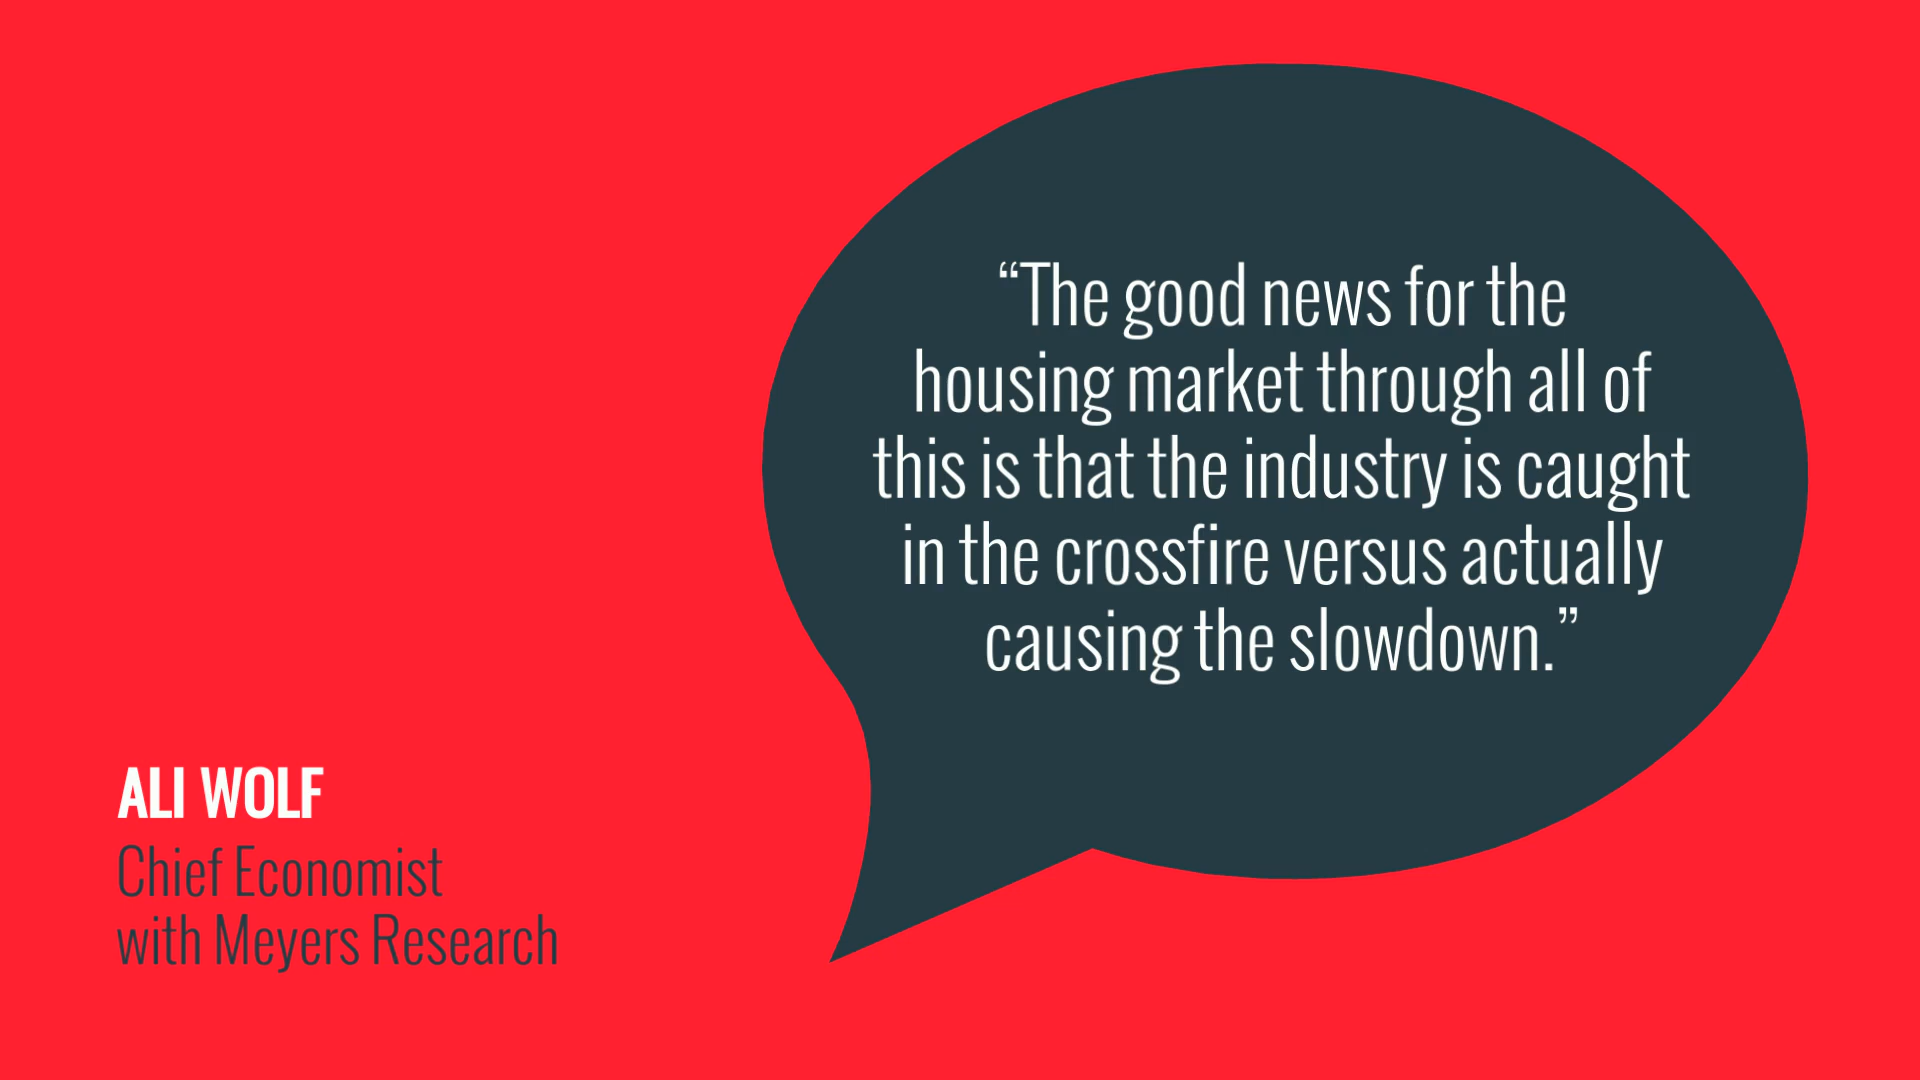 “The good news for the
housing market through all of
this is that the industry is caught
in the crossfire versus actually
causing the slowdown.”
ALI WOLF
Chief Economist
with Meyers Research